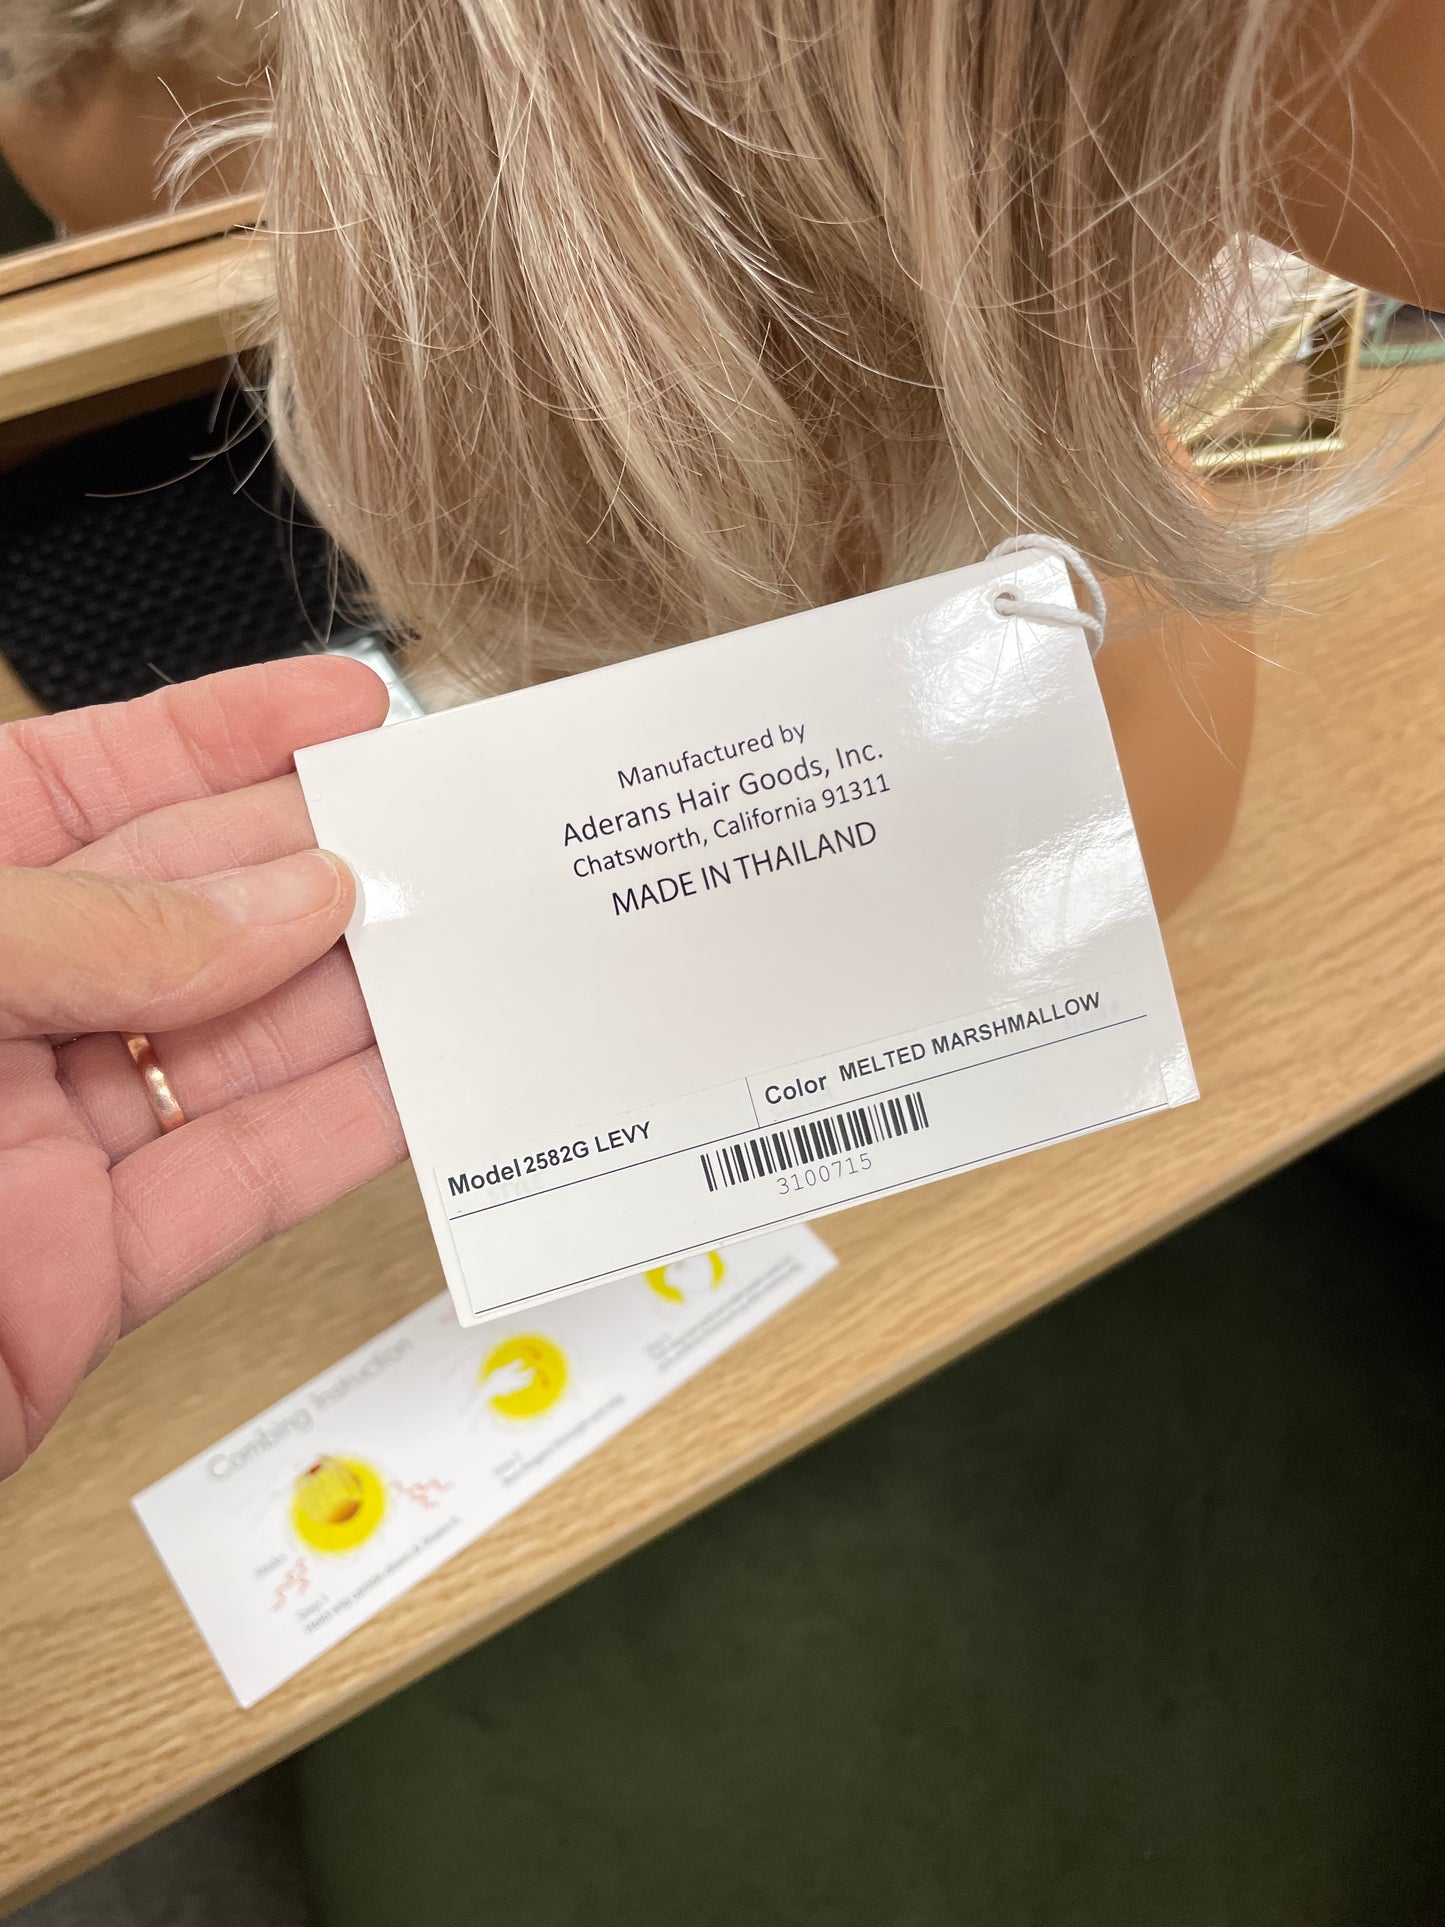 Manufactured by
Aderans Hair Goods, Inc.
Chatsworth, California 91311
MADE IN THAILAND
Model 2582G LEVY
Color MELTED MARSHMALLOW
3100715
Combing Instruction